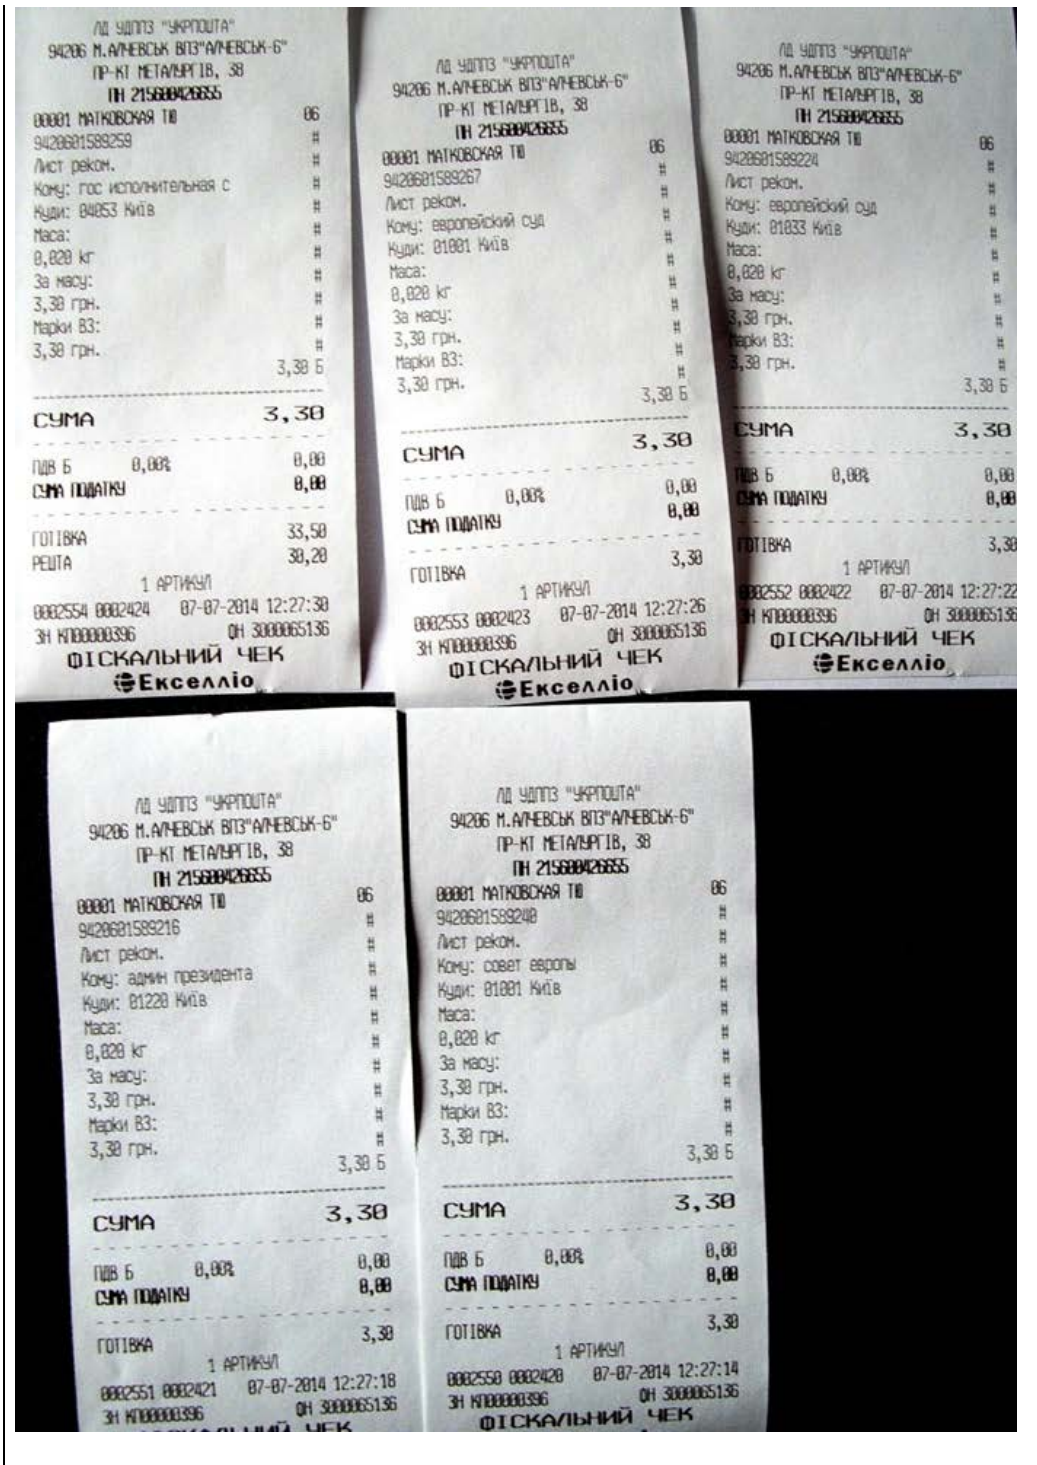 ЛД УДППЗ "УКРПОШТА"
94206 М.АЛЧЕВСЬК ВПЗ"АЛЧЕВСЬК-6"
ПР-КТ МЕТАЛУРГІВ, 38
ПН 215600426655
00001 МАТКОВСКАЯ ТЮ 06
9420601589259 #
Лист реком. #
Кому: гос исполнительная с #
Куди: 04053 Київ #
Маса: #
0,020 кг #
За масу: #
3,30 грн. #
Марки ВЗ: #
3,30 грн. #
3,30 Б
СУМА 3,30
ПДВ Б 0,00% 0,00
СУМА ПОДАТКУ 0,00
ГОТІВКА 33,50
РЕШТА 30,20
1 АРТИКУЛ
0002554 0002424 07-07-2014 12:27:30
ЗН КП00000396 ФН 3000065136
ФІСКАЛЬНИЙ ЧЕК
Екселліо
ЛД УДППЗ "УКРПОШТА"
94206 М.АЛЧЕВСЬК ВПЗ"АЛЧЕВСЬК-6"
ПР-КТ МЕТАЛУРГІВ, 38
ПН 215600426655
00001 МАТКОВСКАЯ ТЮ 06
9420601589267 #
Лист реком. #
Кому: европейский суд #
Куди: 01001 Київ #
Маса: #
0,020 кг #
За масу: #
3,30 грн. #
Марки ВЗ: #
3,30 грн. #
3,30 Б
СУМА 3,30
ПДВ Б 0,00% 0,00
СУМА ПОДАТКУ 0,00
ГОТІВКА 3,30
1 АРТИКУЛ
0002553 0002423 07-07-2014 12:27:26
ЗН КП00000396 ФН 3000065136
ФІСКАЛЬНИЙ ЧЕК
Екселліо
ЛД УДППЗ "УКРПОШТА"
94206 М.АЛЧЕВСЬК ВПЗ"АЛЧЕВСЬК-6"
ПР-КТ МЕТАЛУРГІВ, 38
ПН 215600426655
00001 МАТКОВСКАЯ ТЮ 06
9420601589224 #
Лист реком. #
Кому: европейский суд #
Куди: 01033 Київ #
Маса: #
0,020 кг #
За масу: #
3,30 грн. #
Марки ВЗ: #
3,30 грн. #
3,30 Б
СУМА 3,30
ПДВ Б 0,00% 0,00
СУМА ПОДАТКУ 0,00
ГОТІВКА 3,30
1 АРТИКУЛ
0002552 0002422 07-07-2014 12:27:22
ЗН КП00000396 ФН 3000065136
ФІСКАЛЬНИЙ ЧЕК
Екселліо
ЛД УДППЗ "УКРПОШТА"
94206 М.АЛЧЕВСЬК ВПЗ"АЛЧЕВСЬК-6"
ПР-КТ МЕТАЛУРГІВ, 38
ПН 215600426655
00001 МАТКОВСКАЯ ТЮ 06
9420601589216 #
Лист реком. #
Кому: админ президента #
Куди: 01220 Київ #
Маса: #
0,020 кг #
За масу: #
3,30 грн. #
Марки ВЗ: #
3,30 грн. #
3,30 Б
СУМА 3,30
ПДВ Б 0,00% 0,00
СУМА ПОДАТКУ 0,00
ГОТІВКА 3,30
1 АРТИКУЛ
0002551 0002421 07-07-2014 12:27:18
ЗН КП00000396 ФН 3000065136
ФІСКАЛЬНИЙ ЧЕК
ЛД УДППЗ "УКРПОШТА"
94206 М.АЛЧЕВСЬК ВПЗ"АЛЧЕВСЬК-6"
ПР-КТ МЕТАЛУРГІВ, 38
ПН 215600426655
00001 МАТКОВСКАЯ ТЮ 06
9420601589240 #
Лист реком. #
Кому: совет европы #
Куди: 01001 Київ #
Маса: #
0,020 кг #
За масу: #
3,30 грн. #
Марки ВЗ: #
3,30 грн. #
3,30 Б
СУМА 3,30
ПДВ Б 0,00% 0,00
СУМА ПОДАТКУ 0,00
ГОТІВКА 3,30
1 АРТИКУЛ
0002550 0002420 07-07-2014 12:27:14
ЗН КП00000396 ФН 3000065136
ФІСКАЛЬНИЙ ЧЕК